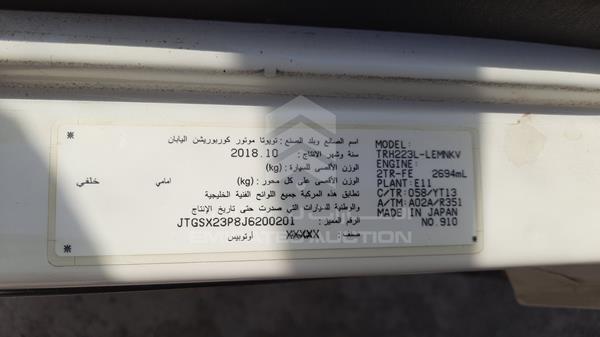 اسم الصانع وبلد الصنع: تويوتا موتور كوربوريشن اليابان
سنة وشهر الانتاج: 2018.10
الوزن الأقصى للسيارة: (kg)
الوزن الأقصى على كل محور: (kg) امامي خلفي
تطابق هذه المركبة جميع اللوائح الفنية الخليجية
والوطنية للسيارات التي صدرت حتى تاريخ الإنتاج
الرقم المميز: JTGSX23P8J6200201
صنف: XXXXX أوتوبيس
MODEL:
TRH223L-LEMNKV
ENGINE:
2TR-FE 2694mL
PLANT: E11
C/TR: 058/YT13
A/TM: A02A/R351
MADE IN JAPAN
NO. 910